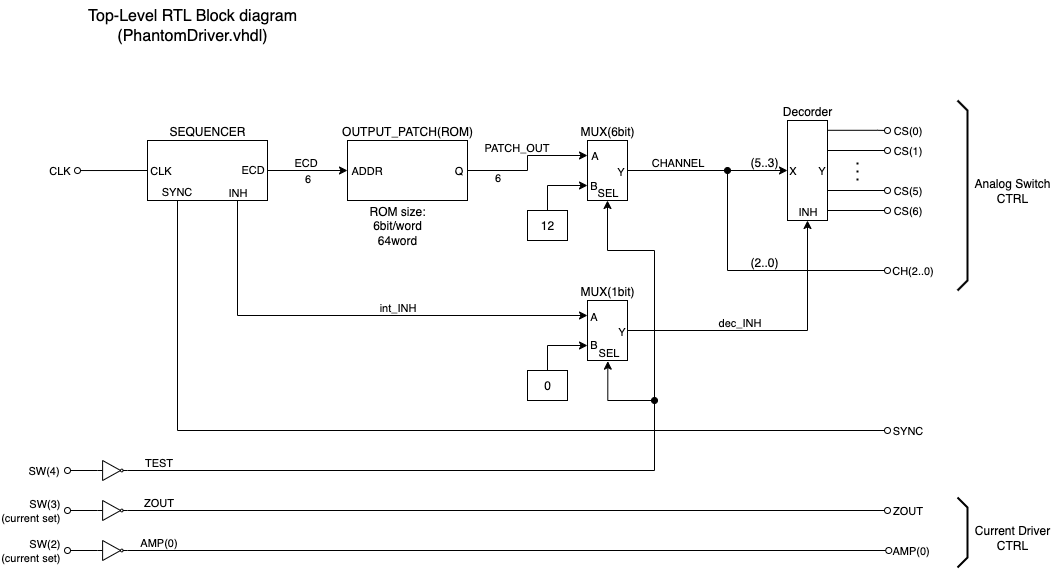 Top-Level RTL Block diagram
(PhantomDriver.vhdl)
SEQUENCER
CLK
CLK
ECD
SYNC
INH
ECD
6
OUTPUT_PATCH(ROM)
ADDR
Q
ROM size:
6bit/word
64word
PATCH_OUT
6
MUX(6bit)
A
B
Y
SEL
12
CHANNEL
(5..3)
(2..0)
Decorder
X
Y
INH
CS(0)
CS(1)
CS(5)
CS(6)
CH(2..0)
Analog Switch
CTRL
int_INH
MUX(1bit)
A
B
Y
SEL
0
dec_INH
SYNC
SW(4)
TEST
SW(3)
(current set)
ZOUT
ZOUT
SW(2)
(current set)
AMP(0)
AMP(0)
Current Driver
CTRL